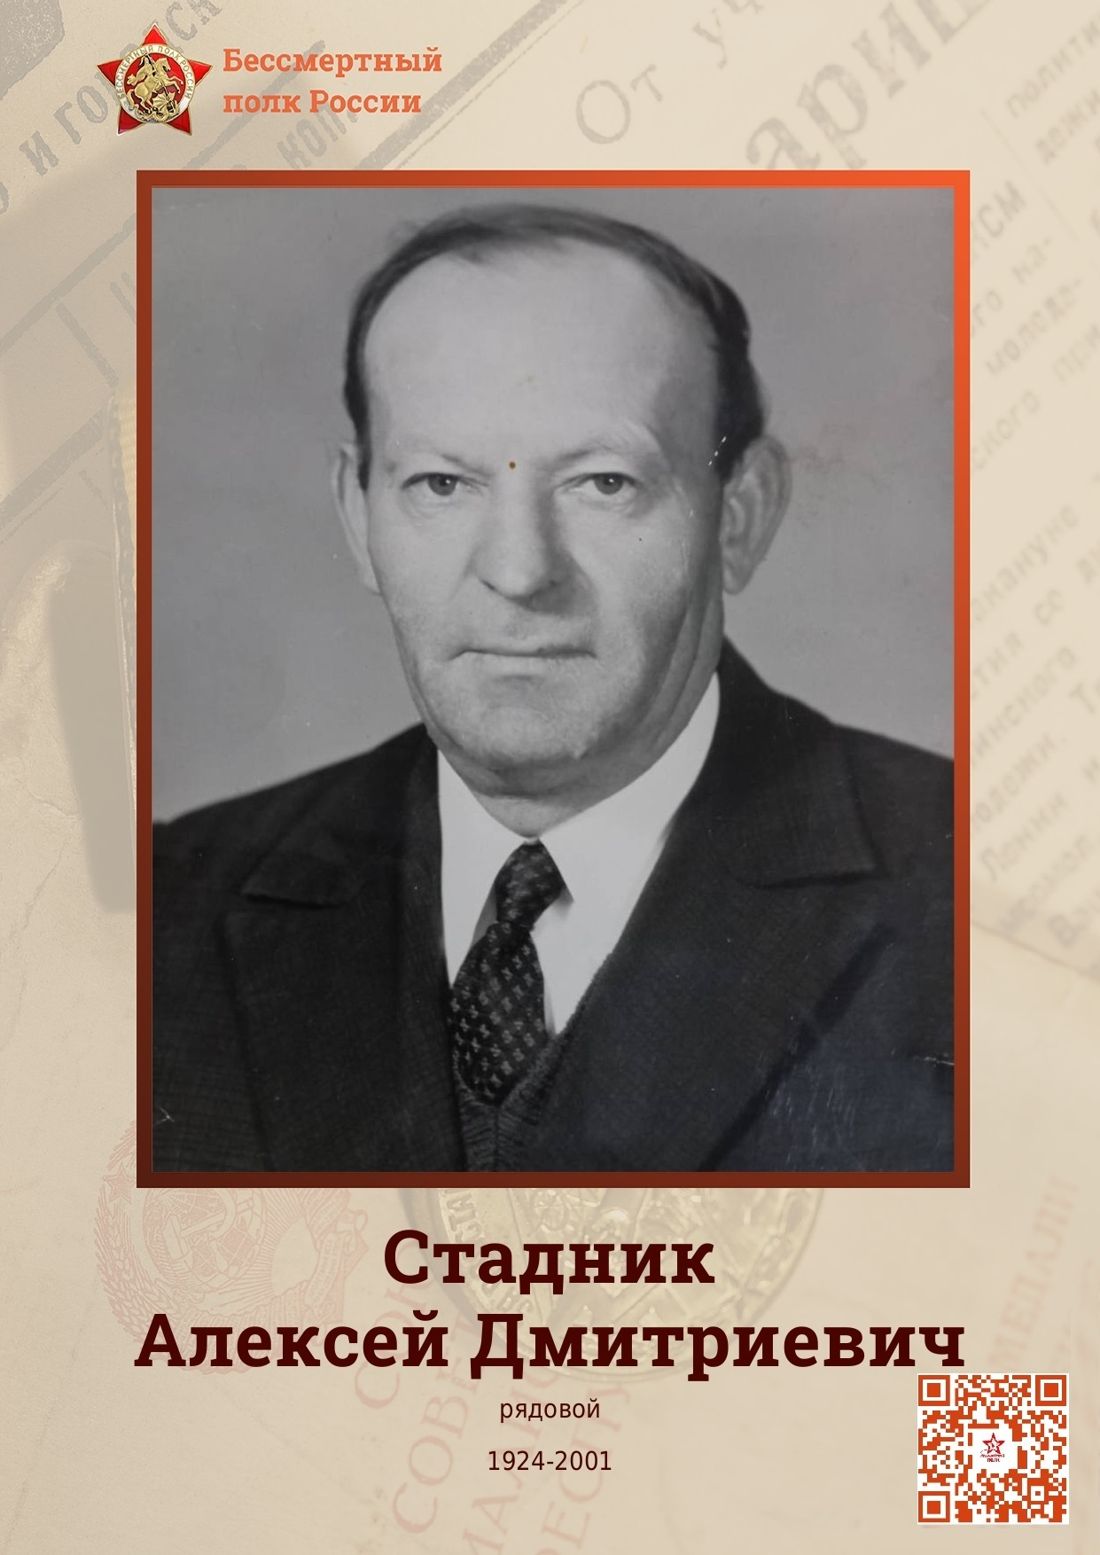 Бессмертный
полк России
Стадник
Алексей Дмитриевич
рядовой
1924-2001